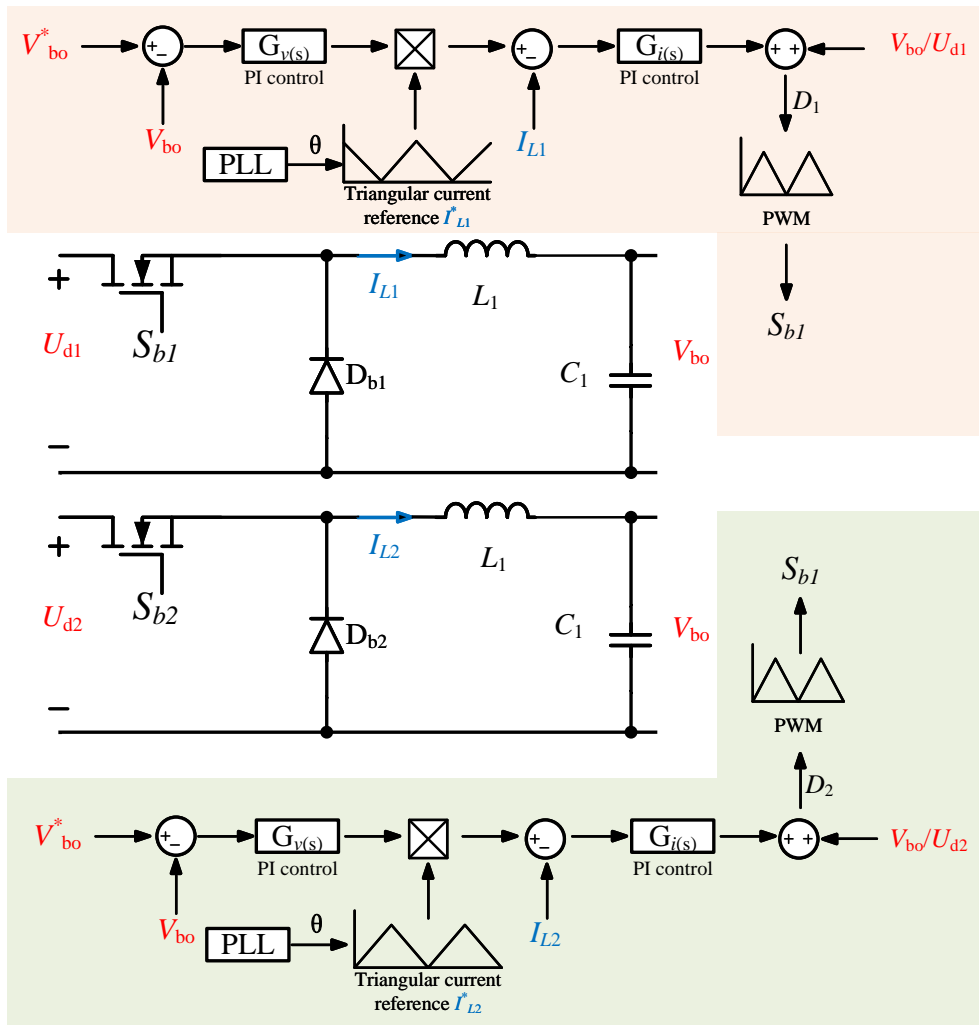 V*bo
+
−
Gv(s)
PI control
+
−
Gi(s)
PI control
+ +
Vbo/Ud1
Vbo
PLL
θ
Triangular current
reference I*L1
IL1
D1
PWM
Sb1
+
Ud1
−
Sb1
IL1
L1
Db1
C1
Vbo
+
Ud2
−
Sb2
IL2
L1
Db2
C1
Vbo
Sb1
PWM
D2
V*bo
+
−
Gv(s)
PI control
+
−
Gi(s)
PI control
+ +
Vbo/Ud2
Vbo
PLL
θ
Triangular current
reference I*L2
IL2